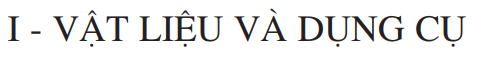 I - VẬT LIỆU VÀ DỤNG CỤ